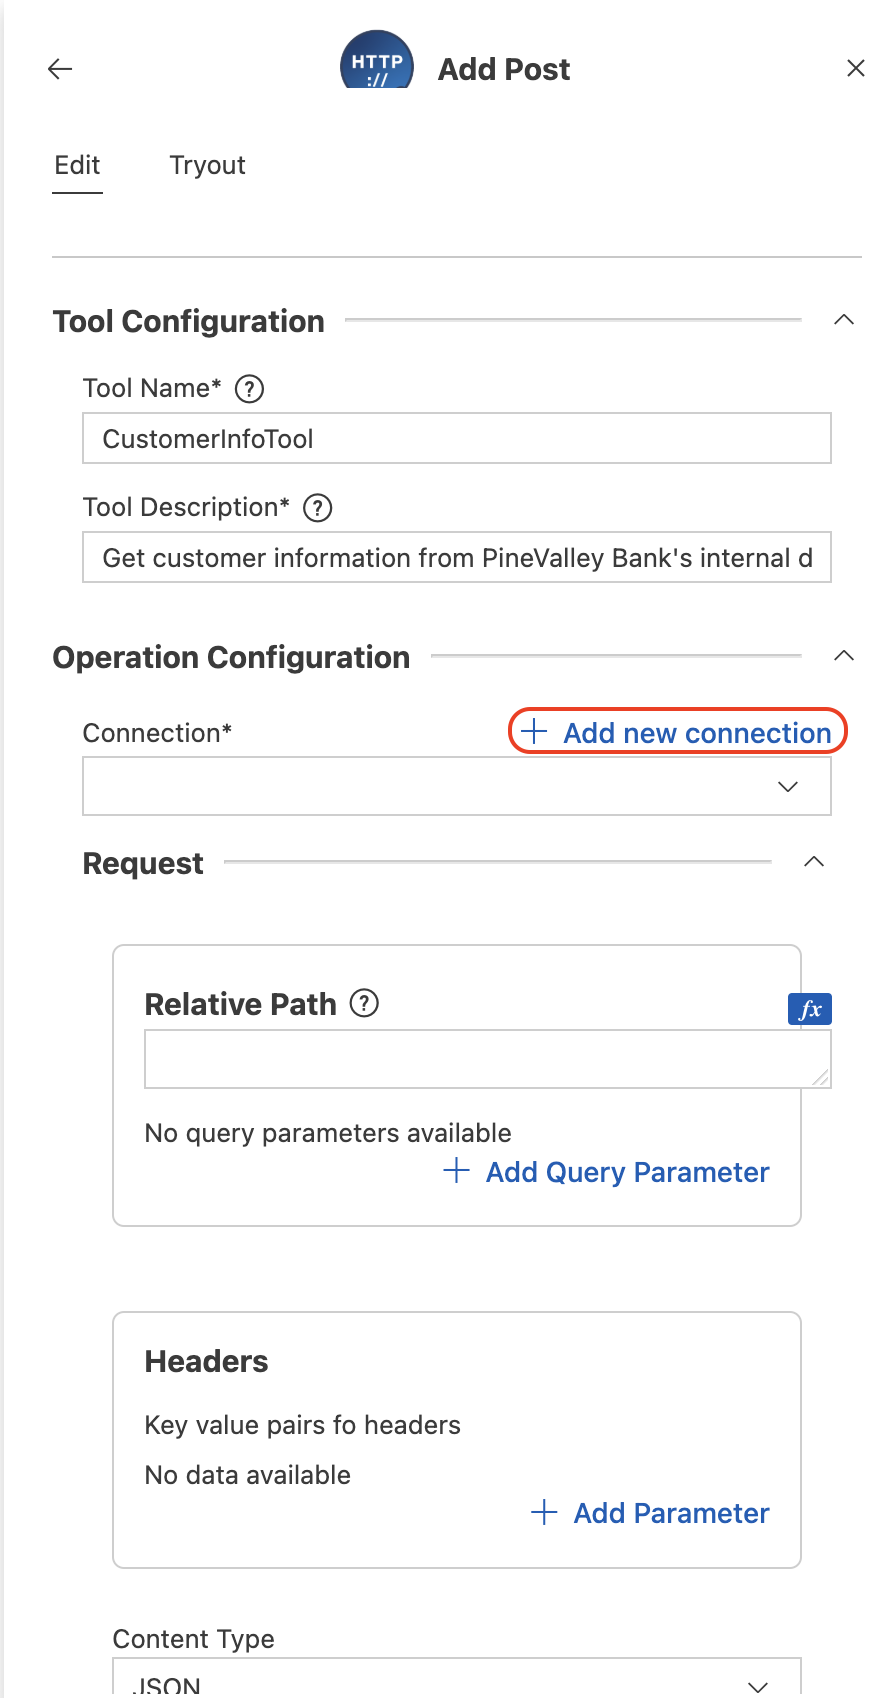 HTTP
://
Add Post
Edit
Tryout
Tool Configuration
Tool Name* ?
CustomerInfoTool
Tool Description* ?
Get customer information from PineValley Bank's internal d
Operation Configuration
Connection*
+ Add new connection
Request
Relative Path ?
fx
No query parameters available
+ Add Query Parameter
Headers
Key value pairs fo headers
No data available
+ Add Parameter
Content Type
JSON